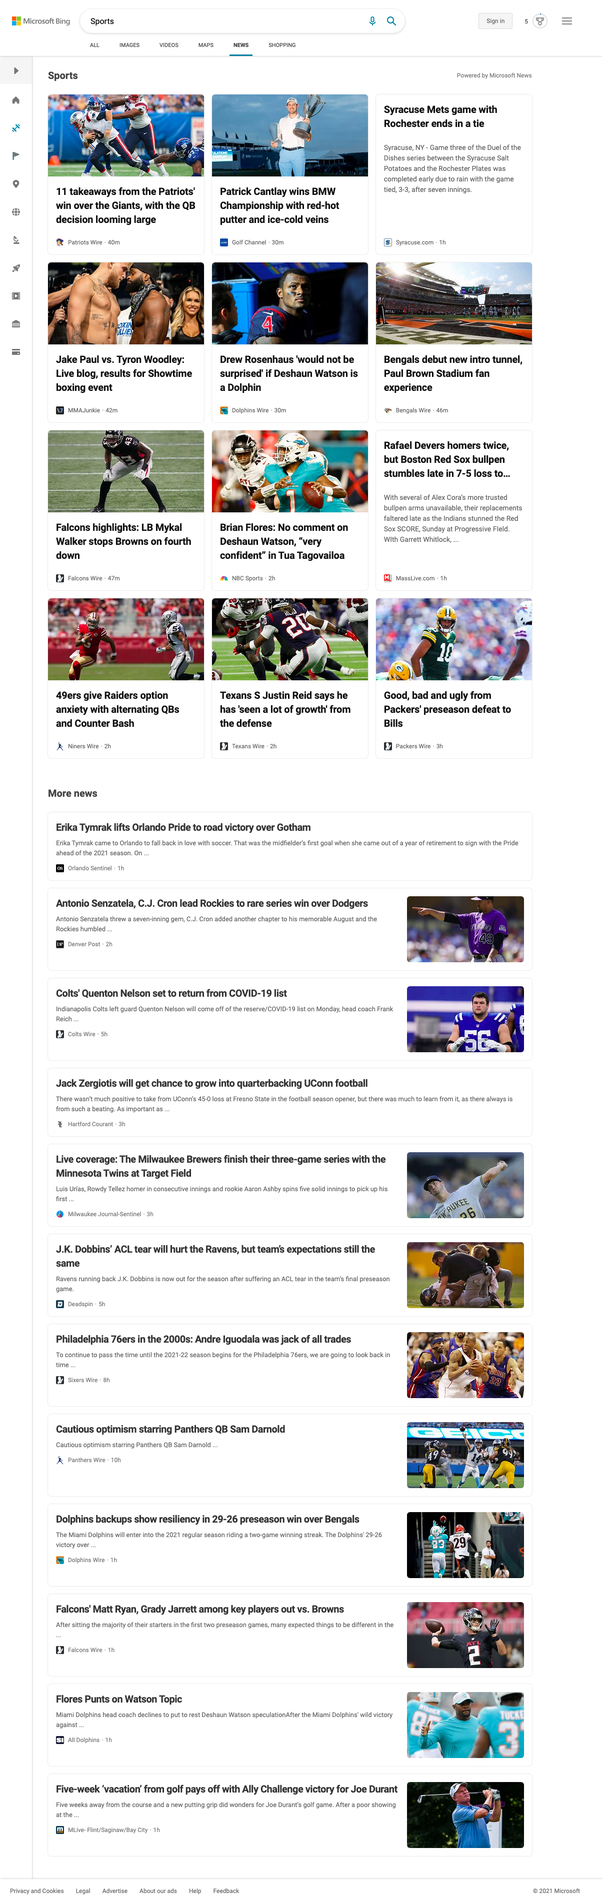 Microsoft Bing
Sports
Sign in
5
ALL IMAGES VIDEOS MAPS NEWS SHOPPING
Sports
Powered by Microsoft News
11 takeaways from the Patriots'
win over the Giants, with the QB
decision looming large
Patriots Wire · 40m
Patrick Cantlay wins BMW
Championship with red-hot
putter and ice-cold veins
Golf Channel · 30m
Syracuse Mets game with
Rochester ends in a tie
Syracuse, NY - Game three of the Duel of the
Dishes series between the Syracuse Salt
Potatoes and the Rochester Plates was
completed early due to rain with the game
tied, 3-3, after seven innings.
Syracuse.com · 1h
Jake Paul vs. Tyron Woodley:
Live blog, results for Showtime
boxing event
MMAJunkie · 42m
Drew Rosenhaus 'would not be
surprised' if Deshaun Watson is
a Dolphin
Dolphins Wire · 30m
Bengals debut new intro tunnel,
Paul Brown Stadium fan
experience
Bengals Wire · 46m
Falcons highlights: LB Mykal
Walker stops Browns on fourth
down
Falcons Wire · 47m
Brian Flores: No comment on
Deshaun Watson, “very
confident” in Tua Tagovailoa
NBC Sports · 2h
Rafael Devers homers twice,
but Boston Red Sox bullpen
stumbles late in 7-5 loss to...
With several of Alex Cora's more trusted
bullpen arms unavailable, their replacements
faltered late as the Indians stunned the Red
Sox SCORE, Sunday at Progressive Field.
With Garrett Whitlock, ...
MassLive.com · 1h
49ers give Raiders option
anxiety with alternating QBs
and Counter Bash
Niners Wire · 2h
Texans S Justin Reid says he
has 'seen a lot of growth' from
the defense
Texans Wire · 2h
Good, bad and ugly from
Packers' preseason defeat to
Bills
Packers Wire · 3h
More news
Erika Tymrak lifts Orlando Pride to road victory over Gotham
Erika Tymrak came to Orlando to fall back in love with soccer. That was the midfielder's first goal when she came out of a year of retirement to sign with the Pride
ahead of the 2021 season. On ...
Orlando Sentinel · 1h
Antonio Senzatela, C.J. Cron lead Rockies to rare series win over Dodgers
Antonio Senzatela threw a seven-inning gem, C.J. Cron added another chapter to his memorable August and the
Rockies humbled ...
Denver Post · 2h
Colts' Quenton Nelson set to return from COVID-19 list
Indianapolis Colts left guard Quenton Nelson will come off of the reserve/COVID-19 list on Monday, head coach Frank
Reich ...
Colts Wire · 5h
Jack Zergiotis will get chance to grow into quarterbacking UConn football
There wasn't much positive to take from UConn's 45-0 loss at Fresno State in the football season opener, but there was much to learn from it, as there always is
from such a beating. As important as ...
Hartford Courant · 3h
Live coverage: The Milwaukee Brewers finish their three-game series with the
Minnesota Twins at Target Field
Luis Urías, Rowdy Tellez homer in consecutive innings and rookie Aaron Ashby spins five solid innings to pick up his
first ...
Milwaukee Journal-Sentinel · 3h
J.K. Dobbins’ ACL tear will hurt the Ravens, but team’s expectations still the
same
Ravens running back J.K. Dobbins is now out for the season after suffering an ACL tear in the team's final preseason
game.
Deadspin · 5h
Philadelphia 76ers in the 2000s: Andre Iguodala was jack of all trades
To continue to pass the time until the 2021-22 season begins for the Philadelphia 76ers, we are going to look back in
time ...
Sixers Wire · 8h
Cautious optimism starring Panthers QB Sam Darnold
Cautious optimism starring Panthers QB Sam Darnold ...
Panthers Wire · 10h
Dolphins backups show resiliency in 29-26 preseason win over Bengals
The Miami Dolphins will enter into the 2021 regular season riding a two-game winning streak. The Dolphins' 29-26
victory over ...
Dolphins Wire · 1h
Falcons' Matt Ryan, Grady Jarrett among key players out vs. Browns
After sitting the majority of their starters in the first two preseason games, many expected things to be different in the
...
Falcons Wire · 1h
Flores Punts on Watson Topic
Miami Dolphins head coach declines to put to rest Deshaun Watson speculationAfter the Miami Dolphins' wild victory
against ...
All Dolphins · 1h
Five-week ‘vacation’ from golf pays off with Ally Challenge victory for Joe Durant
Five weeks away from the course and a new putting grip did wonders for Joe Durant's golf game. After a poor showing
at the ...
MLive- Flint/Saginaw/Bay City · 1h
Privacy and Cookies Legal Advertise About our ads Help Feedback
© 2021 Microsoft